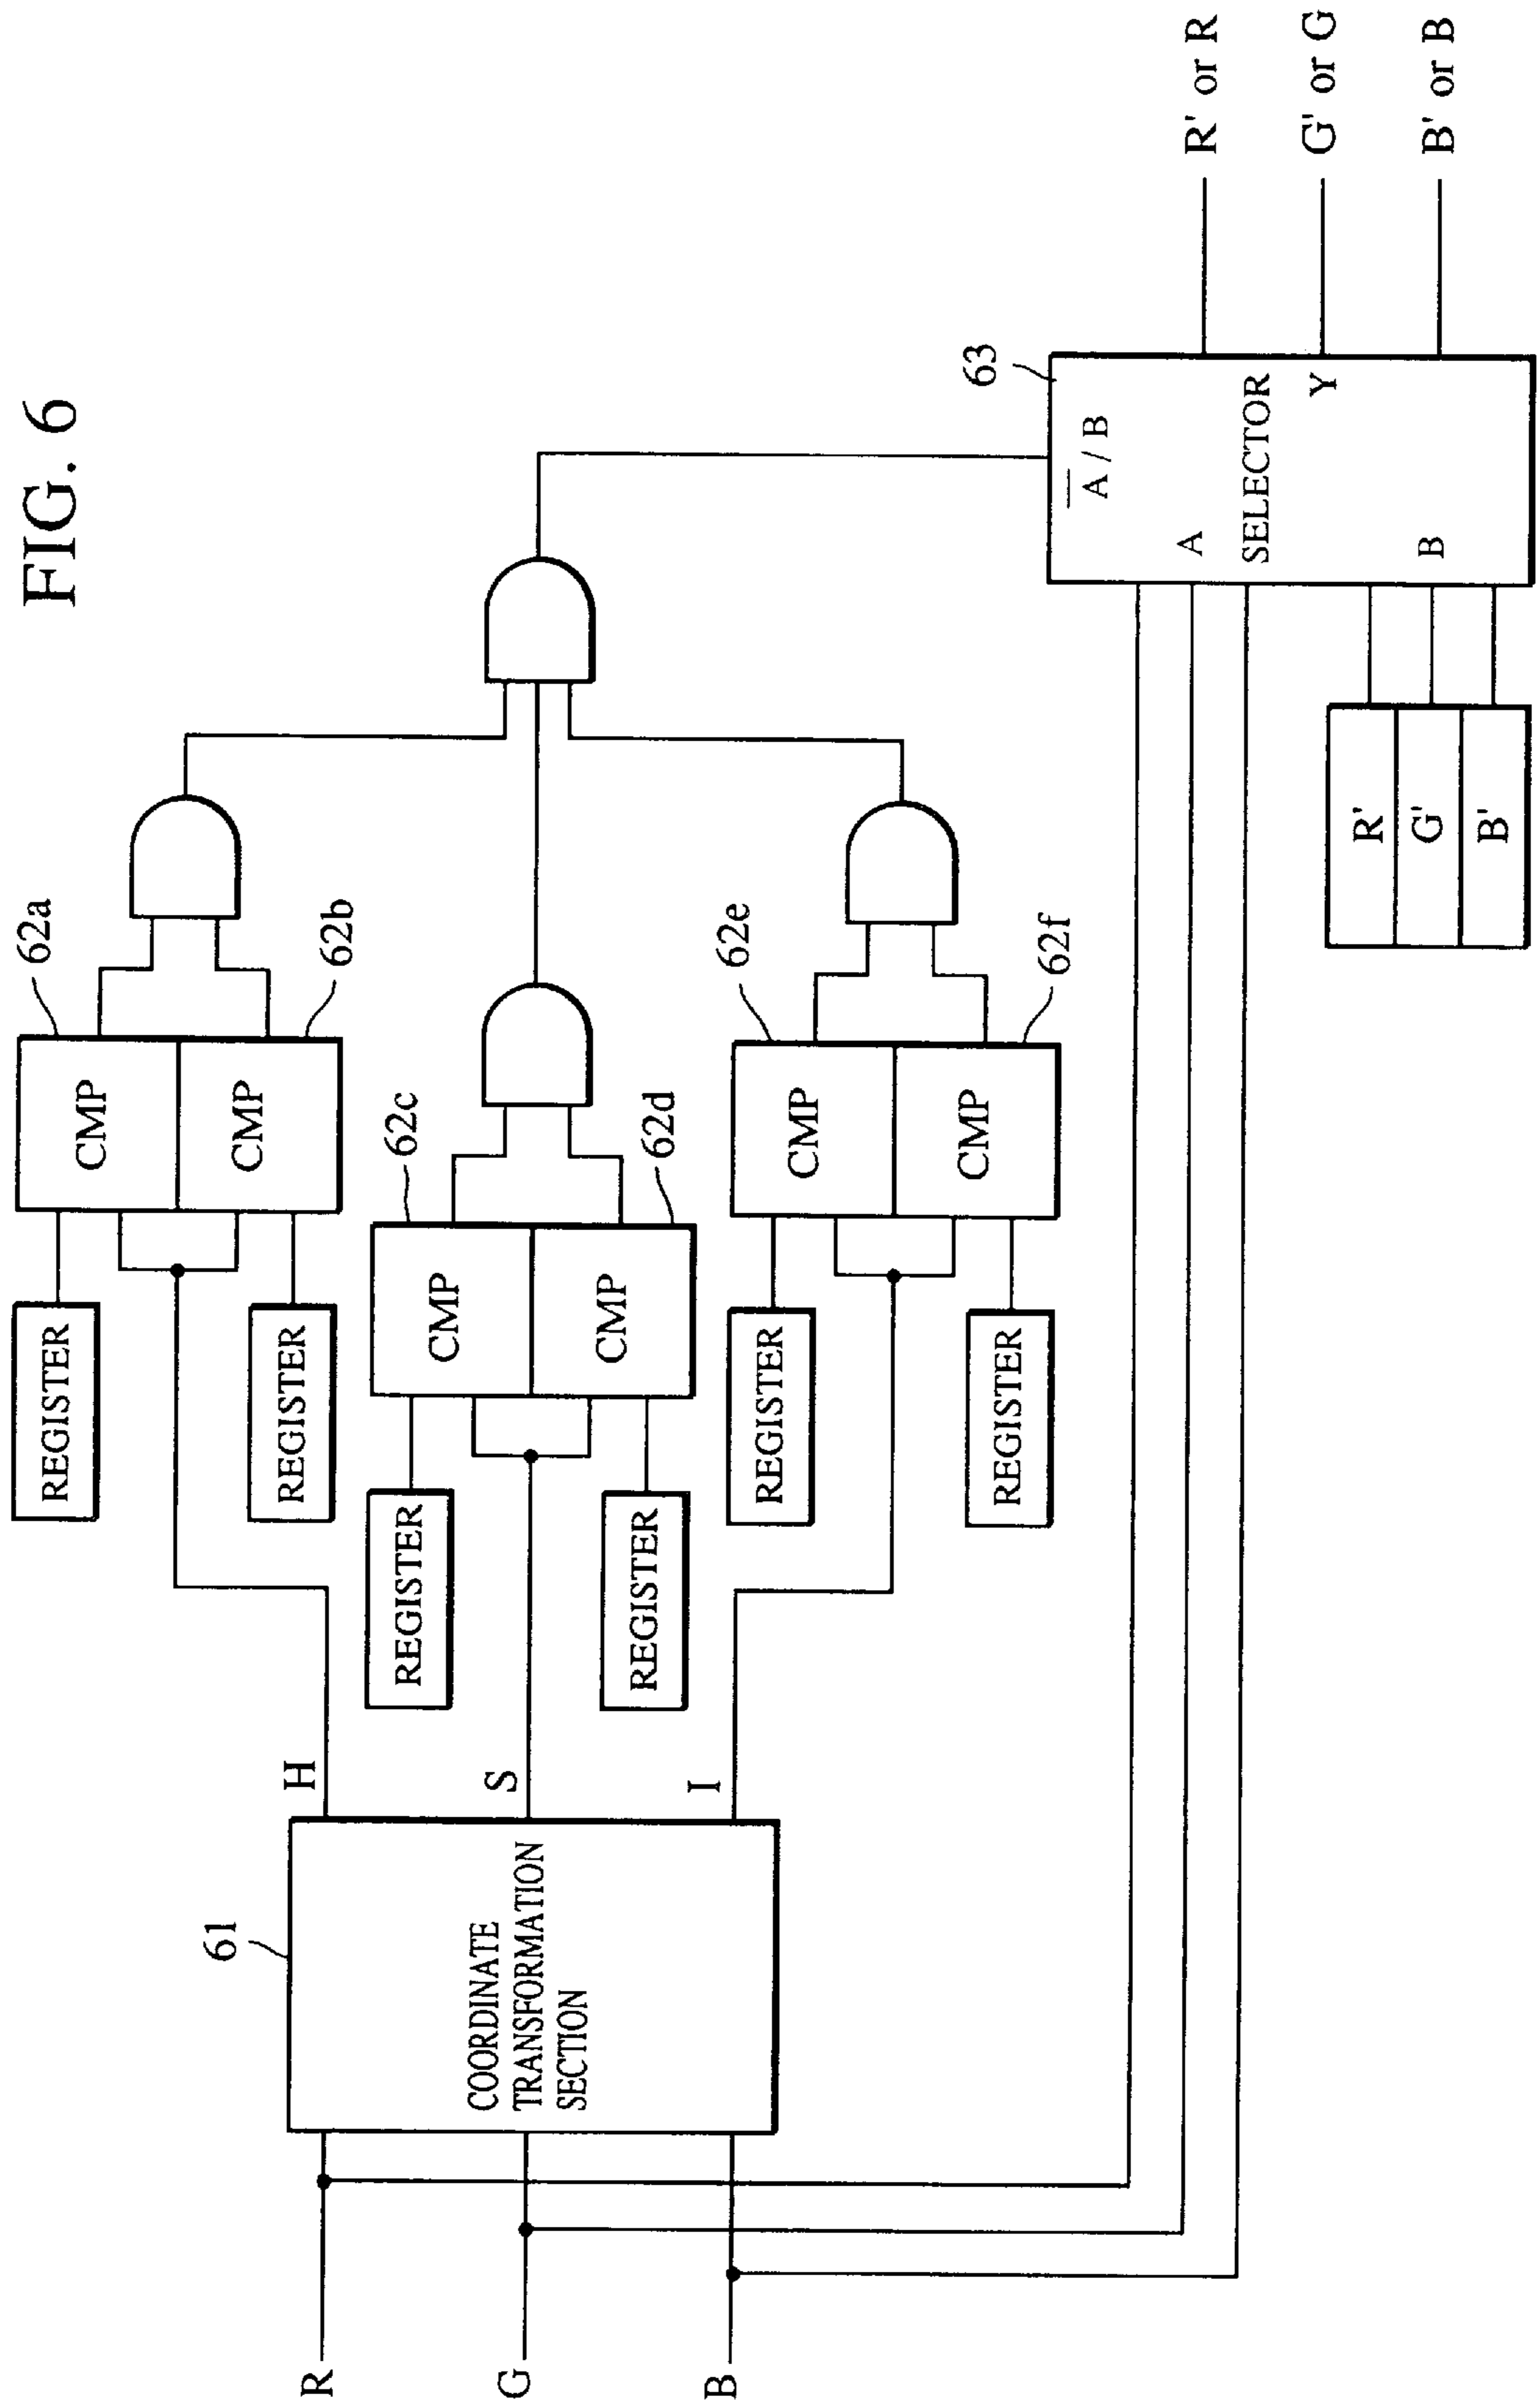 FIG. 6
R
G
B
61
COORDINATE
TRANSFORMATION
SECTION
H
S
I
REGISTER
REGISTER
REGISTER
REGISTER
REGISTER
REGISTER
CMP
62a
CMP
62b
CMP
62c
CMP
62d
CMP
62e
CMP
62f
R'
G'
B'
63
A̅ / B
A
SELECTOR
Y
B
R' or R
G' or G
B' or B